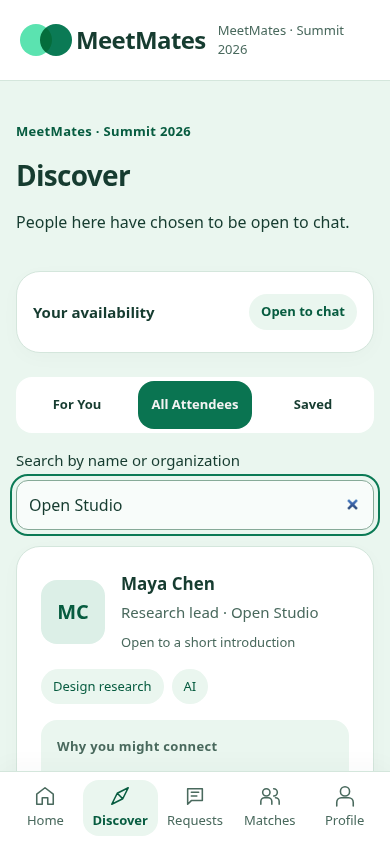 MeetMates
MeetMates · Summit
2026
MeetMates · Summit 2026
Discover
People here have chosen to be open to chat.
Your availability
Open to chat
For You
All Attendees
Saved
Search by name or organization
Open Studio
MC
Maya Chen
Research lead · Open Studio
Open to a short introduction
Design research
AI
Why you might connect
Home
Discover
Requests
Matches
Profile